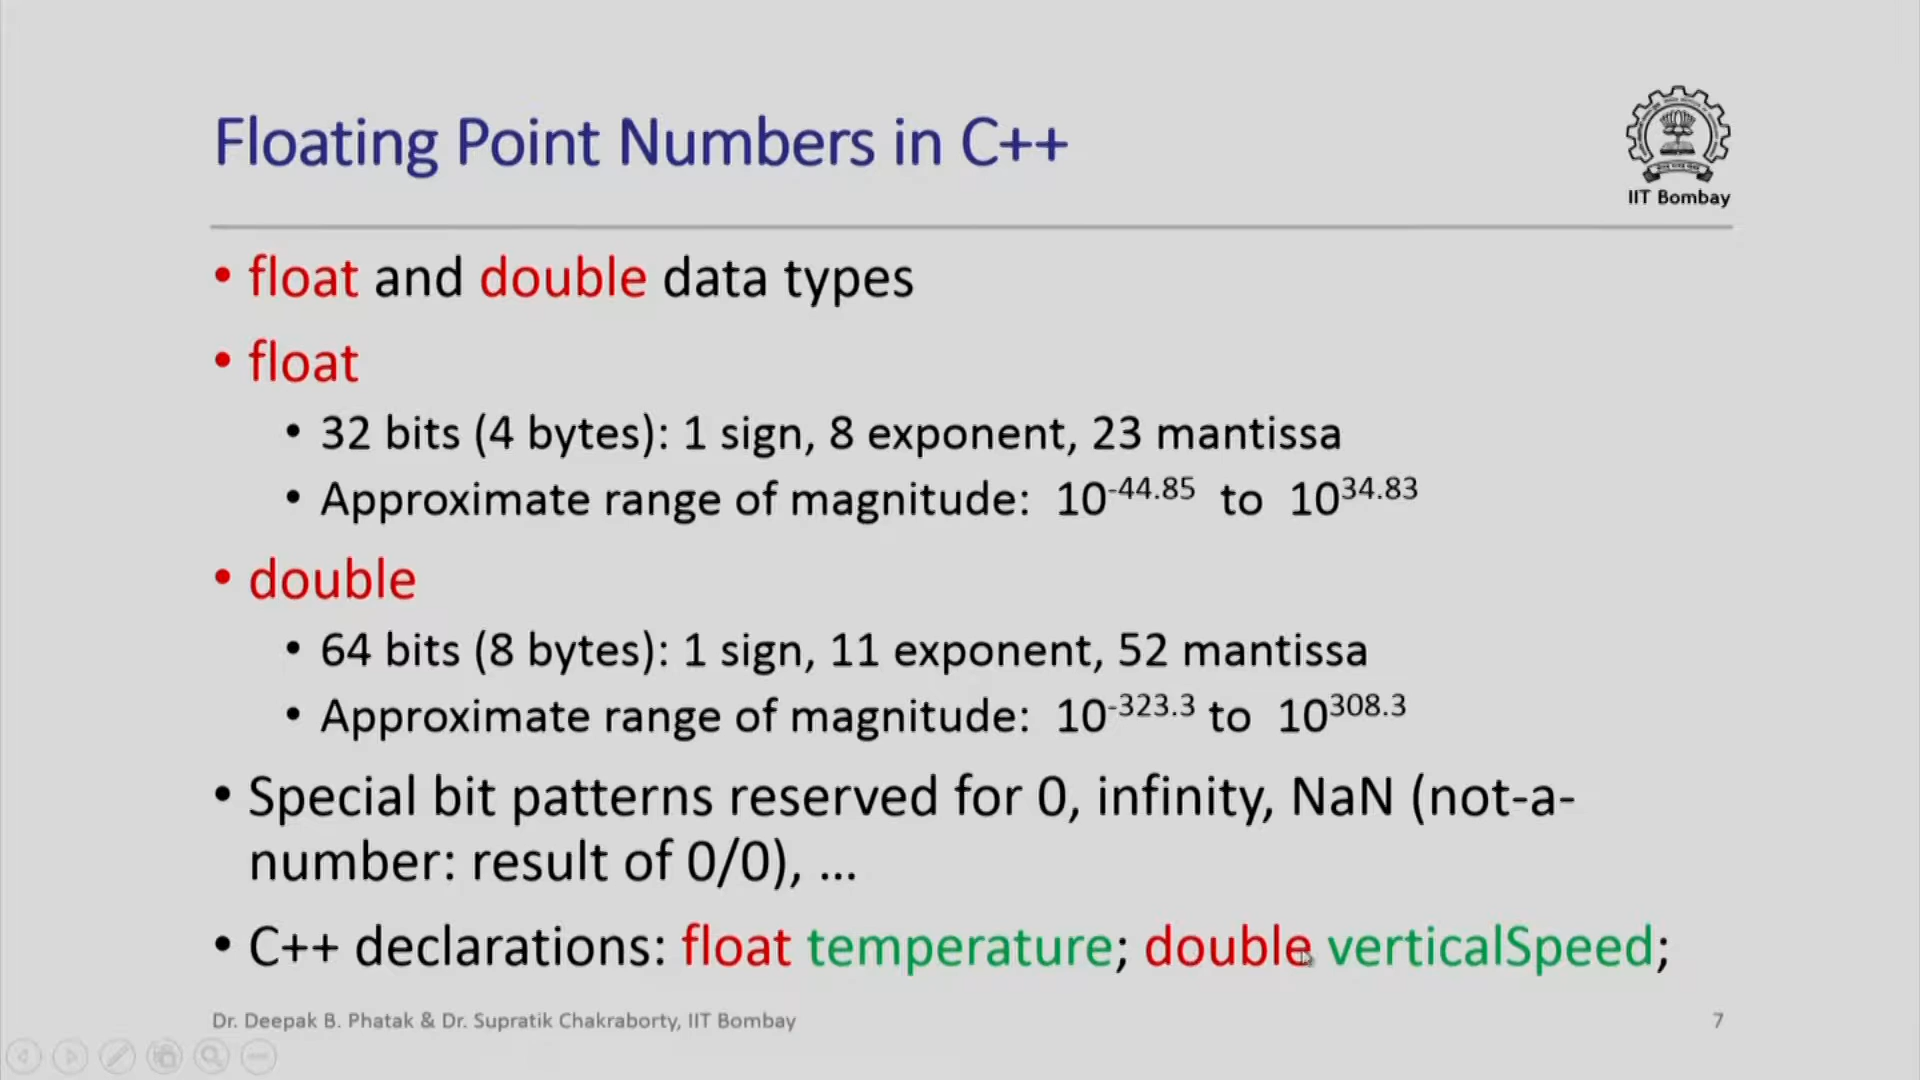 Floating Point Numbers in C++
IIT Bombay
• float and double data types
• float
• 32 bits (4 bytes): 1 sign, 8 exponent, 23 mantissa
• Approximate range of magnitude: 10^-44.85 to 10^34.83
• double
• 64 bits (8 bytes): 1 sign, 11 exponent, 52 mantissa
• Approximate range of magnitude: 10^-323.3 to 10^308.3
• Special bit patterns reserved for 0, infinity, NaN (not-a-
number: result of 0/0), ...
• C++ declarations: float temperature; double verticalSpeed;
Dr. Deepak B. Phatak & Dr. Supratik Chakraborty, IIT Bombay
7